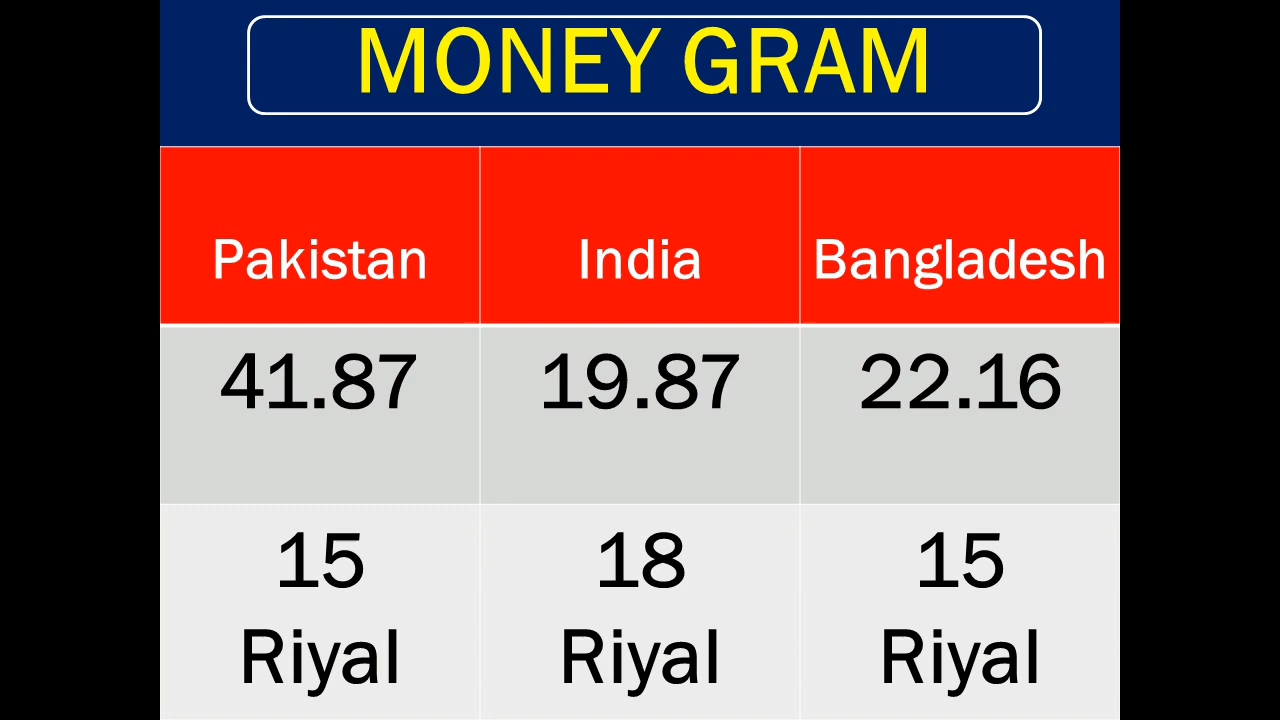 MONEY GRAM
Pakistan India Bangladesh
41.87 19.87 22.16
15 18 15
Riyal Riyal Riyal